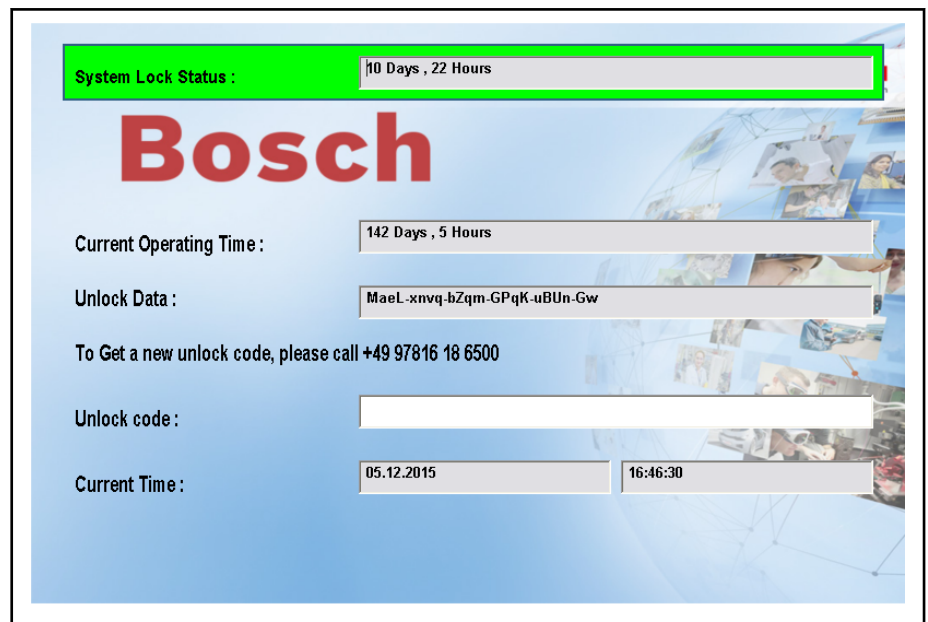 System Lock Status :
10 Days , 22 Hours
Bosch
Current Operating Time :
142 Days , 5 Hours
Unlock Data :
MaeL-xnvq-bZqm-GPqK-uBUn-Gw
To Get a new unlock code, please call +49 97816 18 6500
Unlock code :
Current Time :
05.12.2015
16:46:30